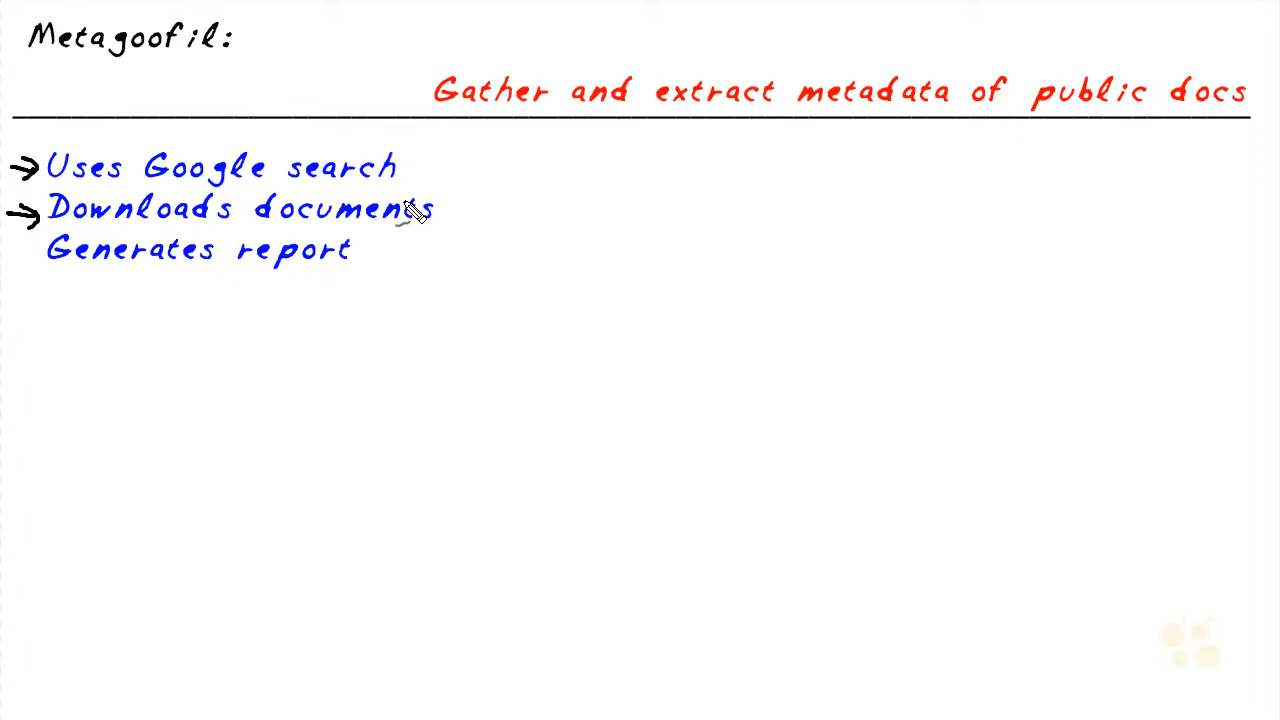 Metagoofil:
Gather and extract metadata of public docs
Uses Google search
Downloads documents
Generates report